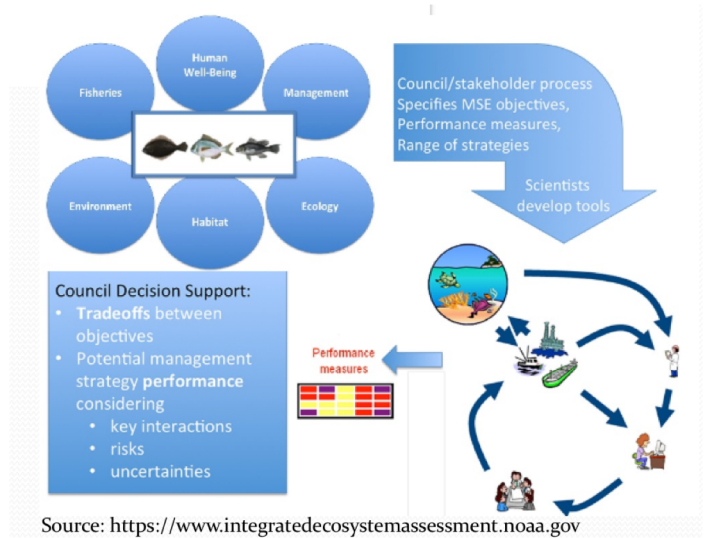 Human
Well-Being
Fisheries
Management
Environment
Habitat
Ecology
Council/stakeholder process
Specifies MSE objectives,
Performance measures,
Range of strategies
Scientists
develop tools
Council Decision Support:
• Tradeoffs between
objectives
• Potential management
strategy performance
considering
• key interactions
• risks
• uncertainties
Performance
measures
Source: https://www.integratedecosystemassessment.noaa.gov